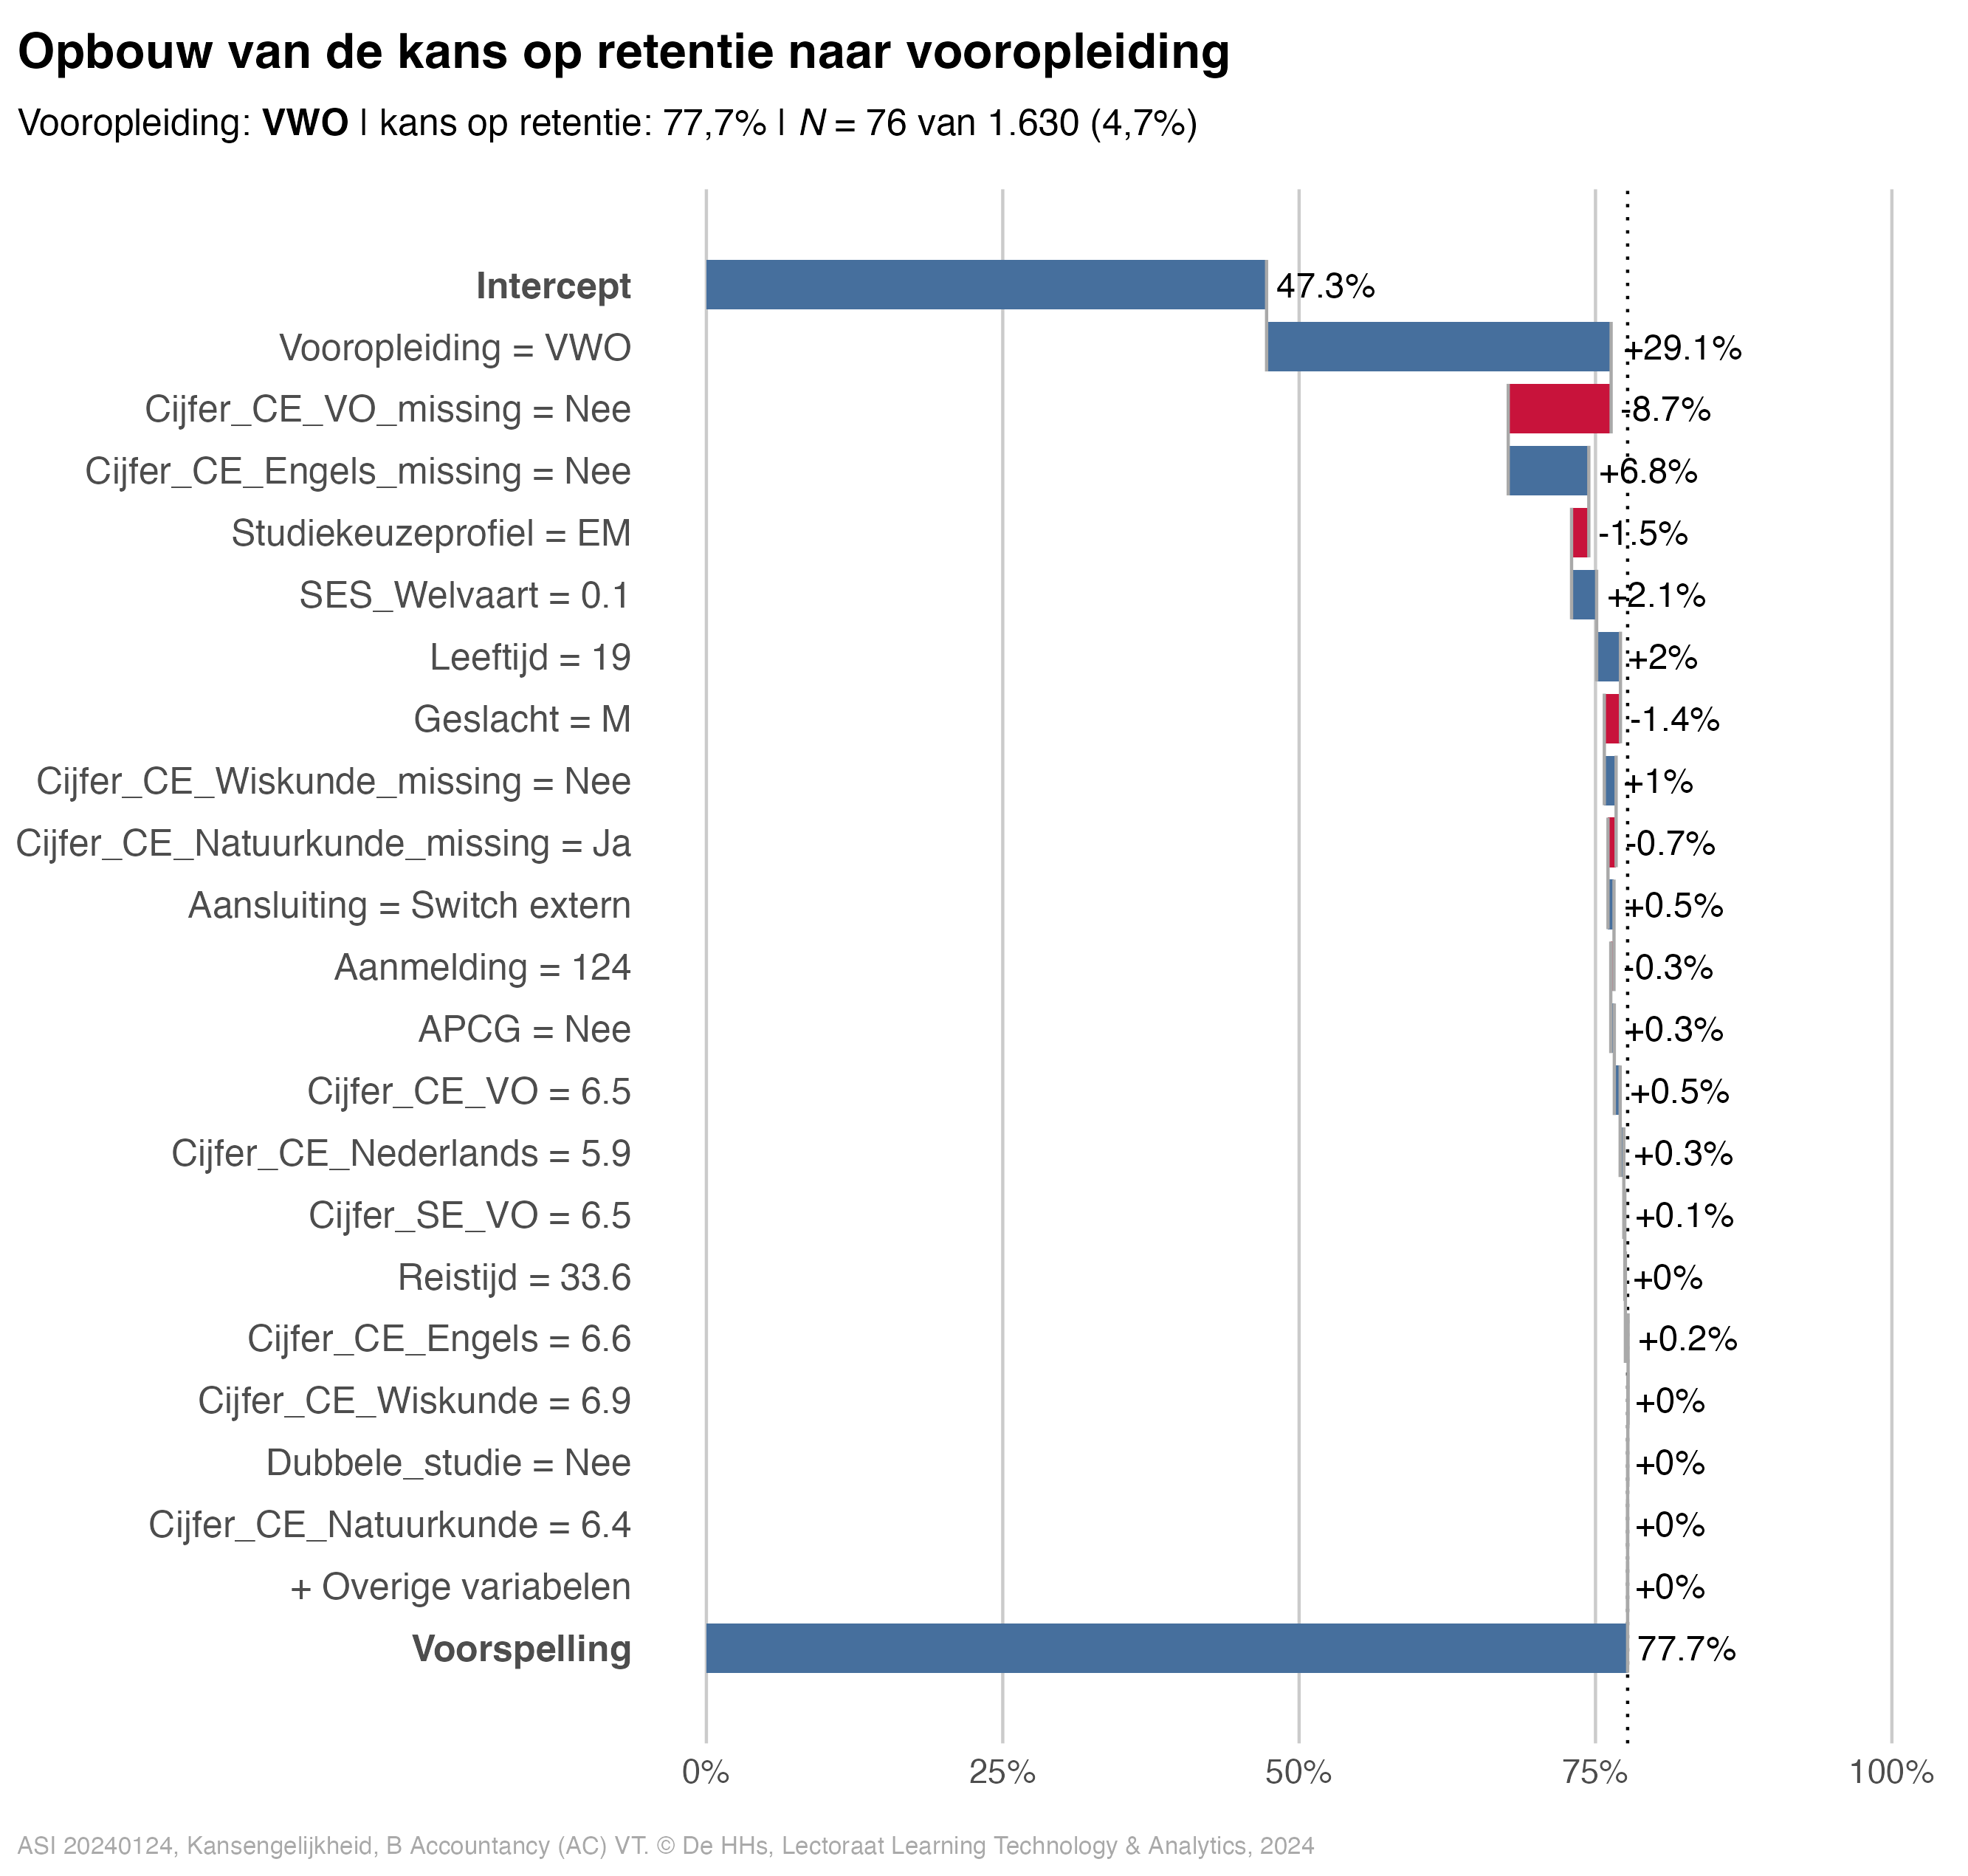 Opbouw van de kans op retentie naar vooropleiding
Vooropleiding: VWO | kans op retentie: 77,7% | N = 76 van 1.630 (4,7%)
Intercept 47.3%
Vooropleiding = VWO +29.1%
Cijfer_CE_VO_missing = Nee -8.7%
Cijfer_CE_Engels_missing = Nee +6.8%
Studiekeuzeprofiel = EM -1.5%
SES_Welvaart = 0.1 +2.1%
Leeftijd = 19 +2%
Geslacht = M -1.4%
Cijfer_CE_Wiskunde_missing = Nee +1%
Cijfer_CE_Natuurkunde_missing = Ja -0.7%
Aansluiting = Switch extern +0.5%
Aanmelding = 124 -0.3%
APCG = Nee +0.3%
Cijfer_CE_VO = 6.5 +0.5%
Cijfer_CE_Nederlands = 5.9 +0.3%
Cijfer_SE_VO = 6.5 +0.1%
Reistijd = 33.6 +0%
Cijfer_CE_Engels = 6.6 +0.2%
Cijfer_CE_Wiskunde = 6.9 +0%
Dubbele_studie = Nee +0%
Cijfer_CE_Natuurkunde = 6.4 +0%
+ Overige variabelen +0%
Voorspelling 77.7%
0% 25% 50% 75% 100%
ASI 20240124, Kansengelijkheid, B Accountancy (AC) VT. © De HHs, Lectoraat Learning Technology & Analytics, 2024